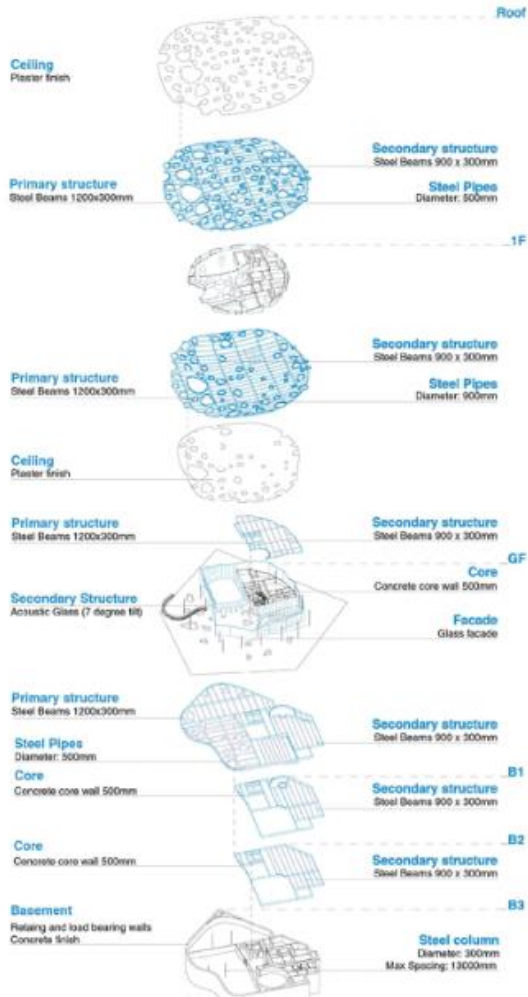 Roof
Ceiling
Plaster finish
Secondary structure
Steel Beams 900 x 300mm
Primary structure
Steel Beams 1200x300mm
Steel Pipes
Diameter: 500mm
1F
Secondary structure
Steel Beams 900 x 300mm
Primary structure
Steel Beams 1200x300mm
Steel Pipes
Diameter: 900mm
Ceiling
Plaster finish
Primary structure
Steel Beams 1200x300mm
Secondary structure
Steel Beams 900 x 300mm
GF
Core
Concrete core wall 500mm
Secondary Structure
Acoustic Glass (7 degree tilt)
Facade
Glass facade
Primary structure
Steel Beams 1200x300mm
Secondary structure
Steel Beams 900 x 300mm
Steel Pipes
Diameter: 500mm
B1
Core
Concrete core wall 500mm
Secondary structure
Steel Beams 900 x 300mm
B2
Core
Concrete core wall 500mm
Secondary structure
Steel Beams 900 x 300mm
B3
Basement
Retaing and load bearing walls
Concrete finish
Steel column
Diameter: 300mm
Max Spacing: 13000mm